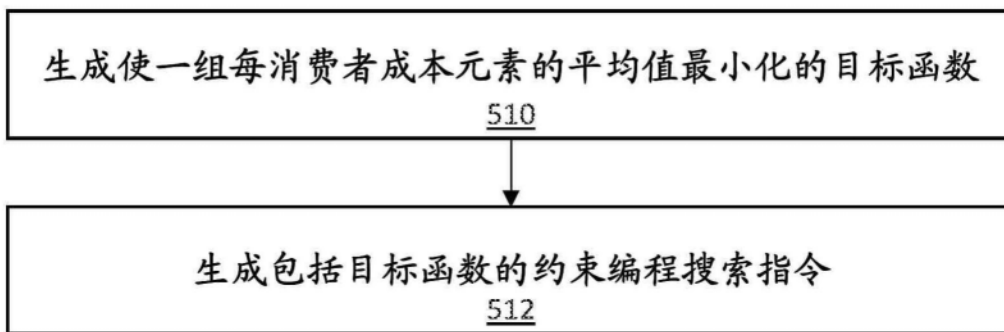 生成使一组每消费者成本元素的平均值最小化的目标函数
510
生成包括目标函数的约束编程搜索指令
512